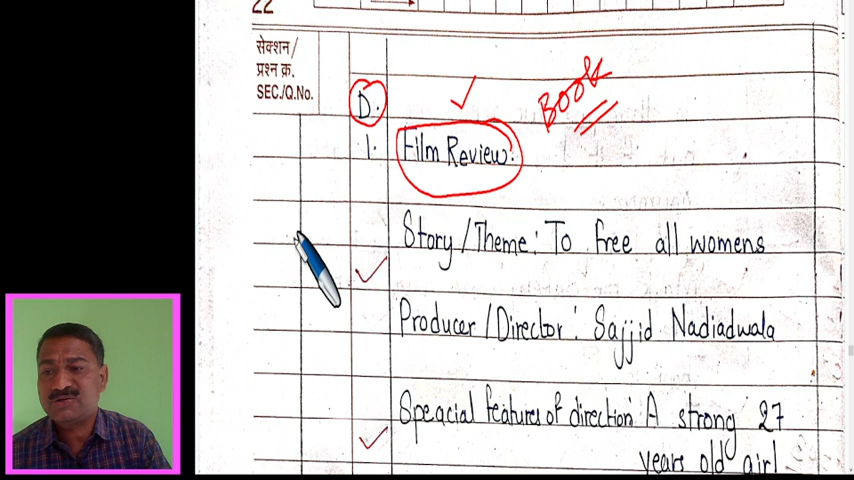 22
सेक्शन/
प्रश्न क्र.
SEC./Q.No.
D.
Book
1. Film Review:
Story/Theme: To free all womens
Producer/Director: Sajjid Nadiadwala
Speacial features of direction: A strong 27
years old girl